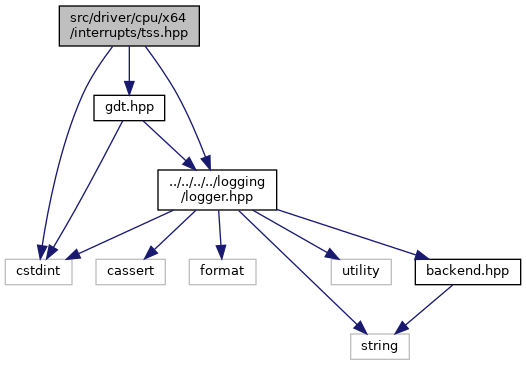 src/driver/cpu/x64
/interrupts/tss.hpp
gdt.hpp
../../../../logging
/logger.hpp
cstdint
cassert
format
utility
backend.hpp
string